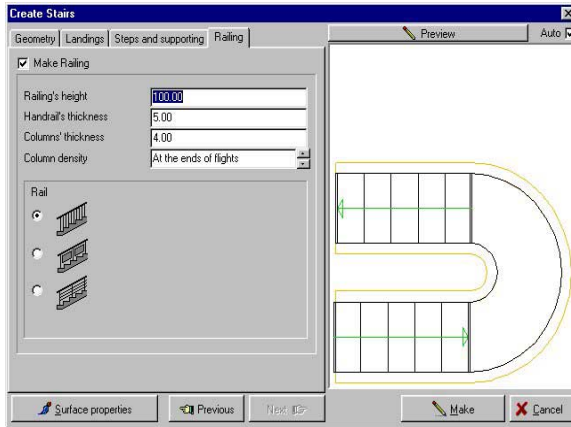 Create Stairs
Geometry Landings Steps and supporting Railing
Preview
Auto
Make Railing
Railing's height 100.00
Handrail's thickness 5.00
Columns' thickness 4.00
Column density At the ends of flights
Rail
Surface properties
Previous
Next
Make
Cancel